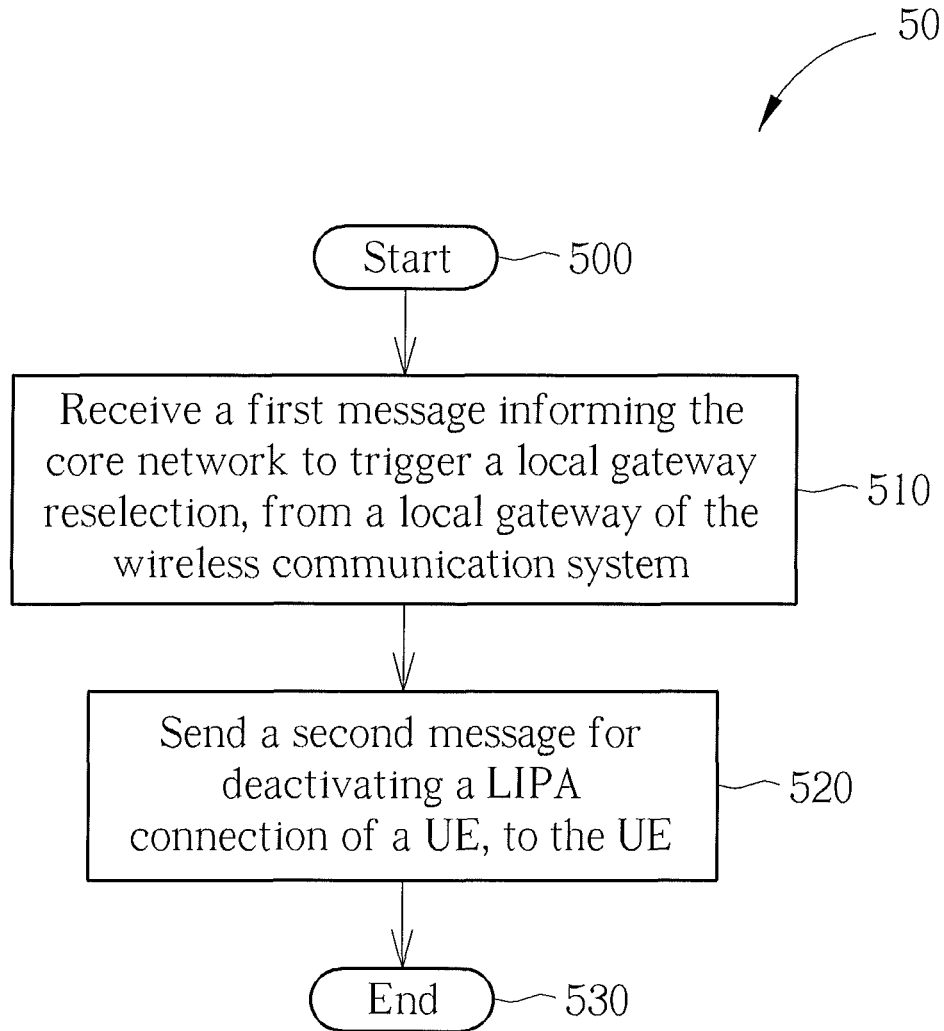 50
Start
500
Receive a first message informing the
core network to trigger a local gateway
reselection, from a local gateway of the
wireless communication system
510
Send a second message for
deactivating a LIPA
connection of a UE, to the UE
520
End
530